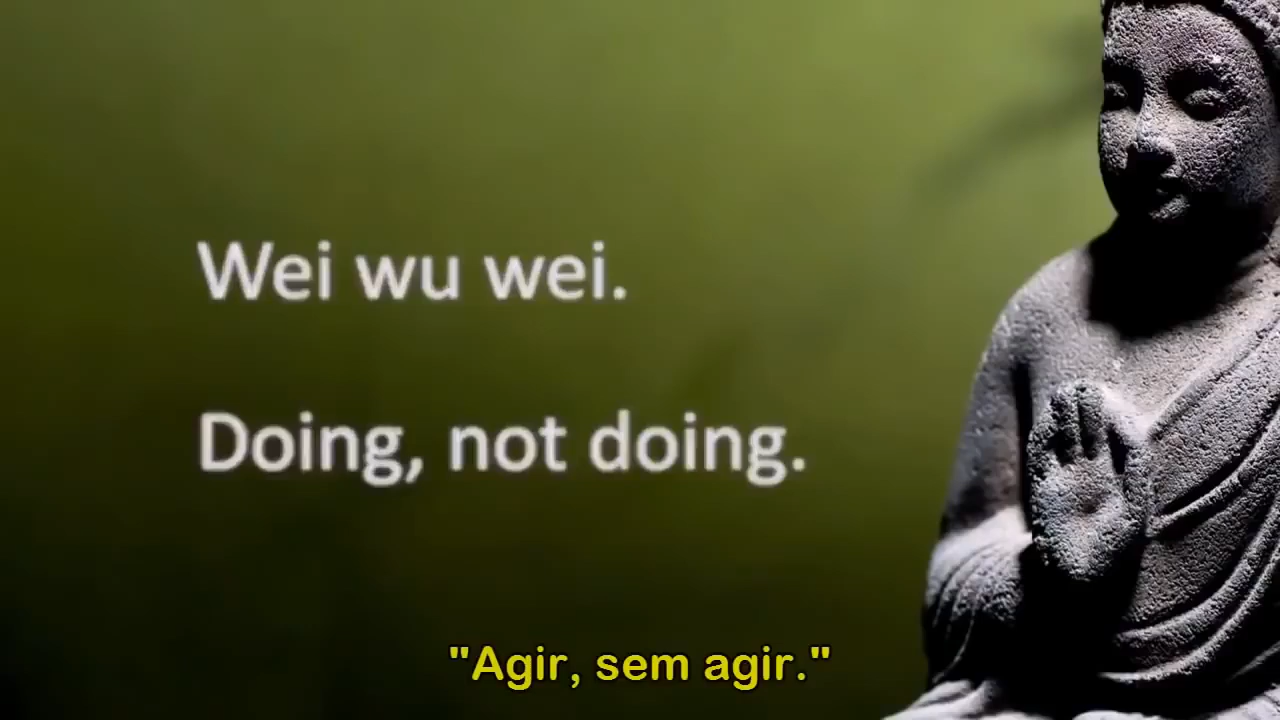 Wei wu wei.
Doing, not doing.
"Agir, sem agir."